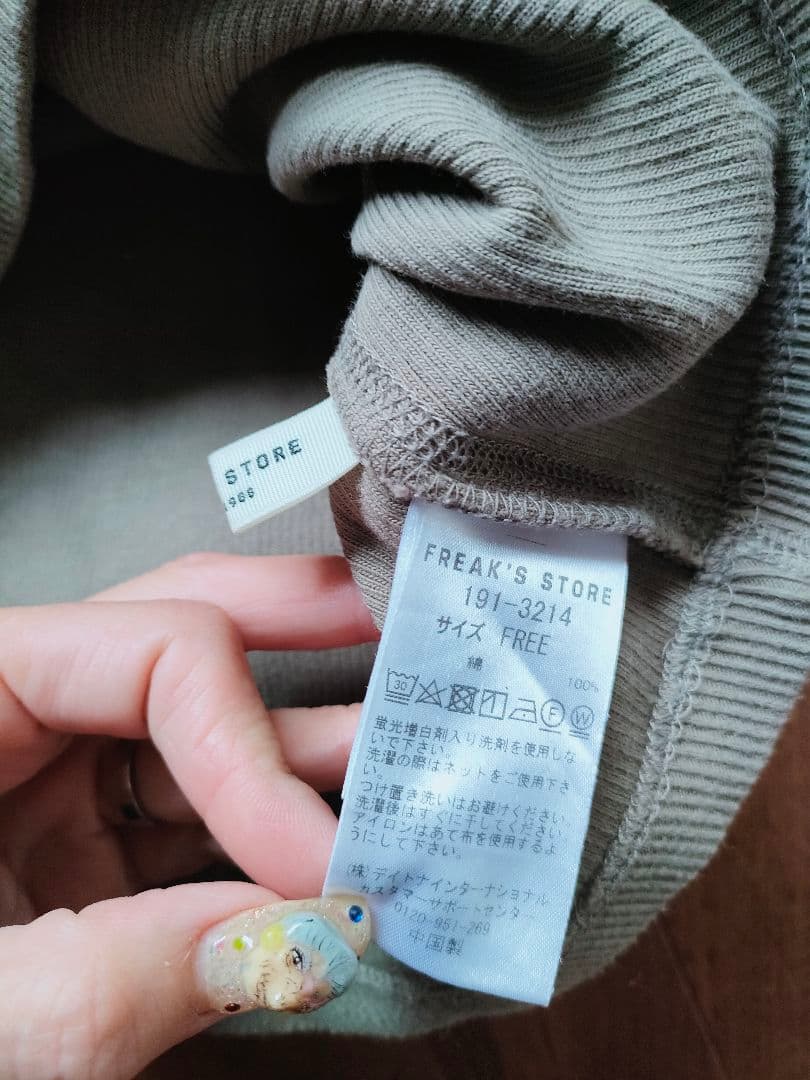 STORE
1986
FREAK'S STORE
191-3214
サイズ FREE
綿 100%
30
F W
蛍光増白剤入り洗剤を使用しな
いで下さい。
洗濯の際はネットをご使用下さ
い。
つけ置き洗いはお避けください。
洗濯後はすぐに干してください。
アイロンはあて布を使用するよ
うにして下さい。
(株)デイトナインターナショナル
カスタマーサポートセンター
0120-951-269
中国製